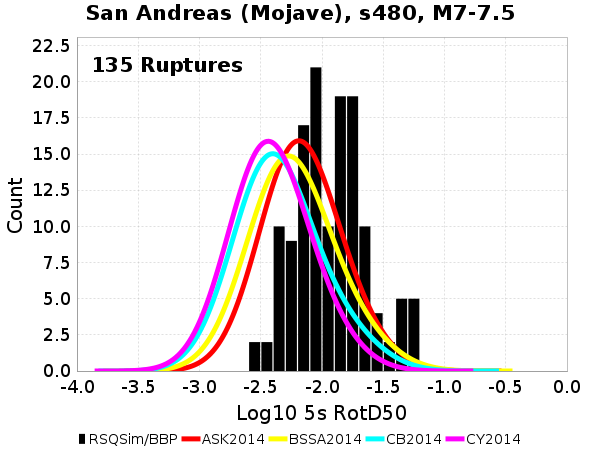 San Andreas (Mojave), s480, M7-7.5
135 Ruptures
Count
22.5
20.0
17.5
15.0
12.5
10.0
7.5
5.0
2.5
0.0
-4.0 -3.5 -3.0 -2.5 -2.0 -1.5 -1.0 -0.5 0.0
Log10 5s RotD50
RSQSim/BBP ASK2014 BSSA2014 CB2014 CY2014